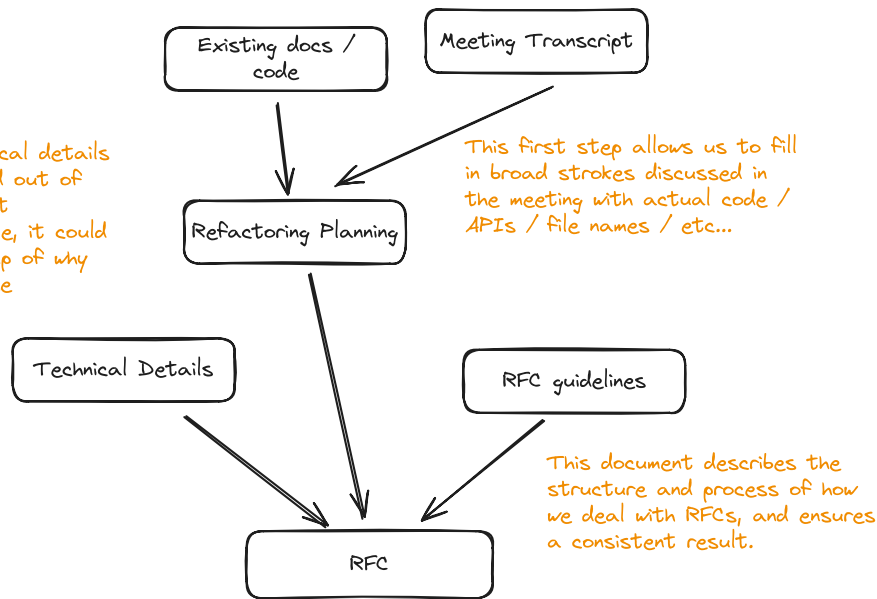 Existing docs /
code
Meeting Transcript
details
out of
This first step allows us to fill
in broad strokes discussed in
the meeting with actual code /
APIs / file names / etc...
Refactoring Planning
it could
of why
Technical Details
RFC guidelines
This document describes the
structure and process of how
we deal with RFCs, and ensures
a consistent result.
RFC